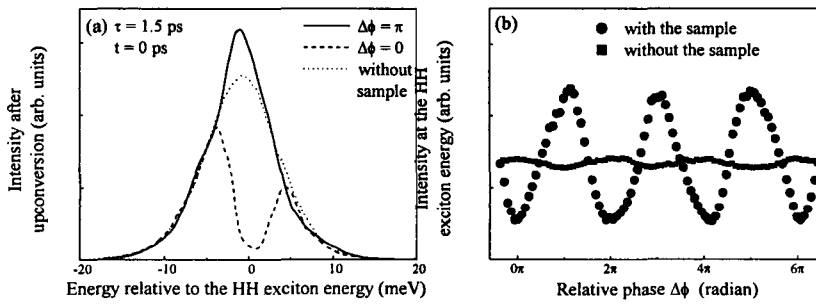 (a)
τ = 1.5 ps
t = 0 ps
Δϕ = π
Δϕ = 0
without
sample
Intensity after
upconversion (arb. units)
-20
-10
0
10
20
Energy relative to the HH exciton energy (meV)
(b)
with the sample
without the sample
Intensity at the HH
exciton energy (arb. units)
0π
2π
4π
6π
Relative phase Δϕ (radian)